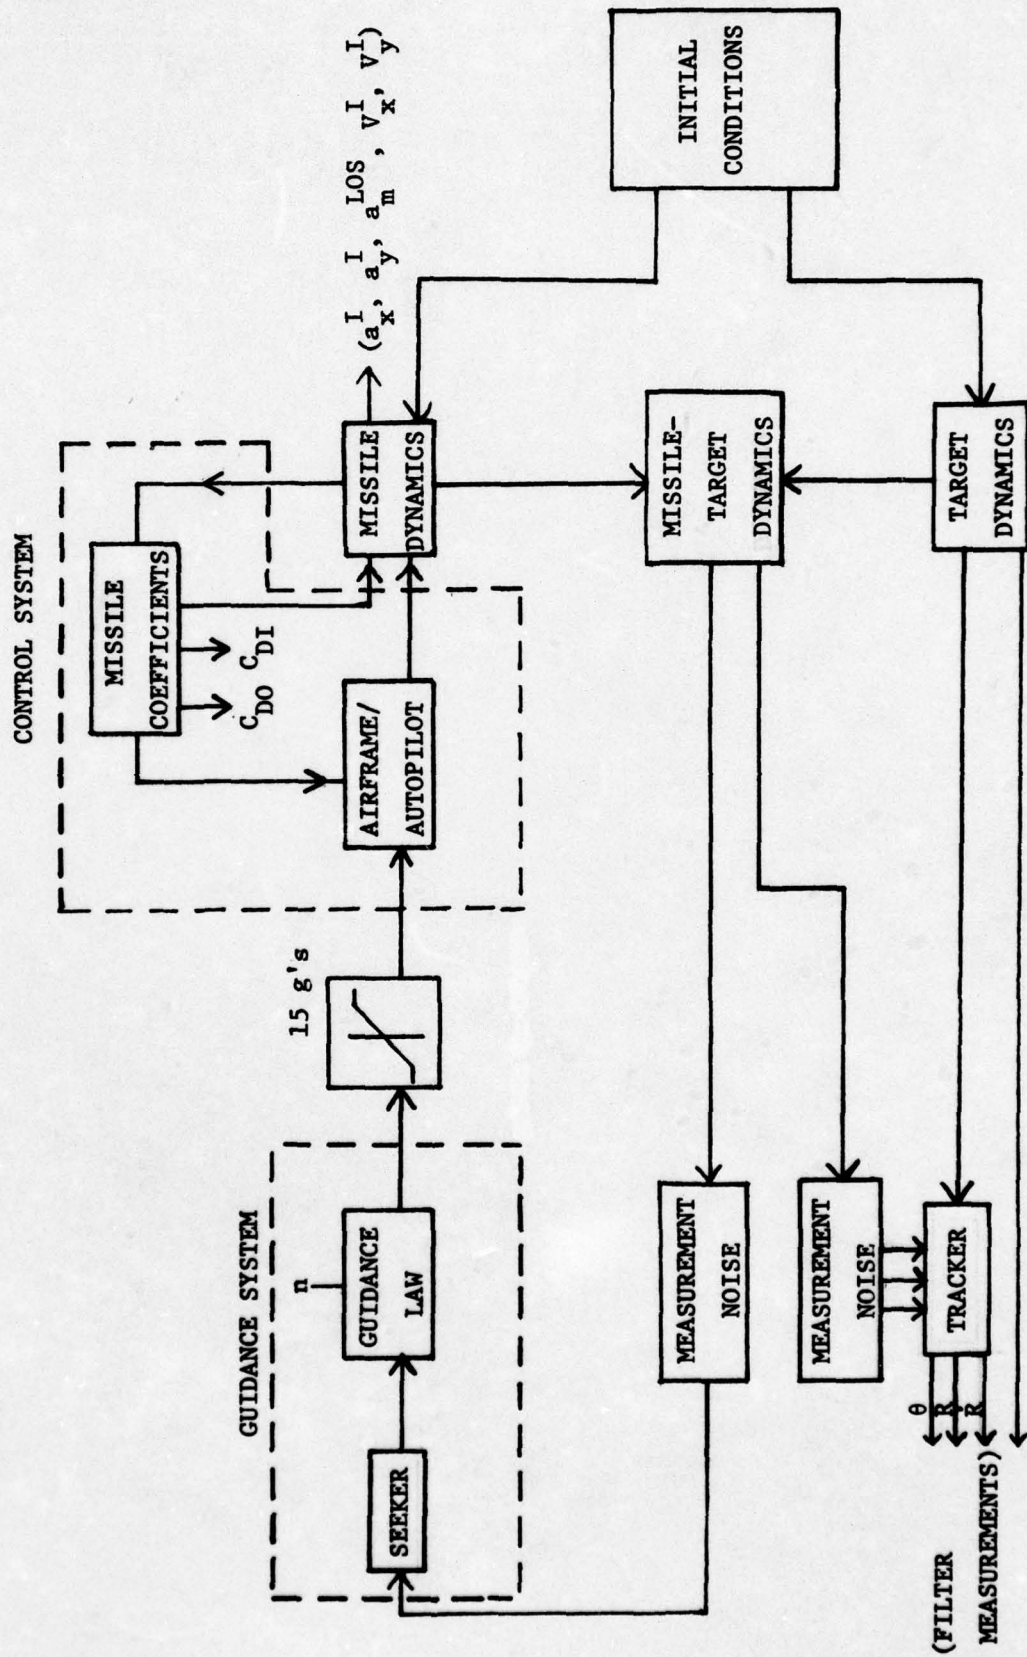 CONTROL SYSTEM
MISSILE
COEFFICIENTS
C_DO C_DI
AIRFRAME/
AUTOPILOT
MISSILE
DYNAMICS
(a_x^I, a_y^I, a_m^LOS, V_x^I, V_y^I)
15 g's
GUIDANCE SYSTEM
n
GUIDANCE
LAW
SEEKER
INITIAL
CONDITIONS
MISSILE-
TARGET
DYNAMICS
TARGET
DYNAMICS
MEASUREMENT
NOISE
MEASUREMENT
NOISE
TRACKER
θ
R
Ṙ
(FILTER
MEASUREMENTS)